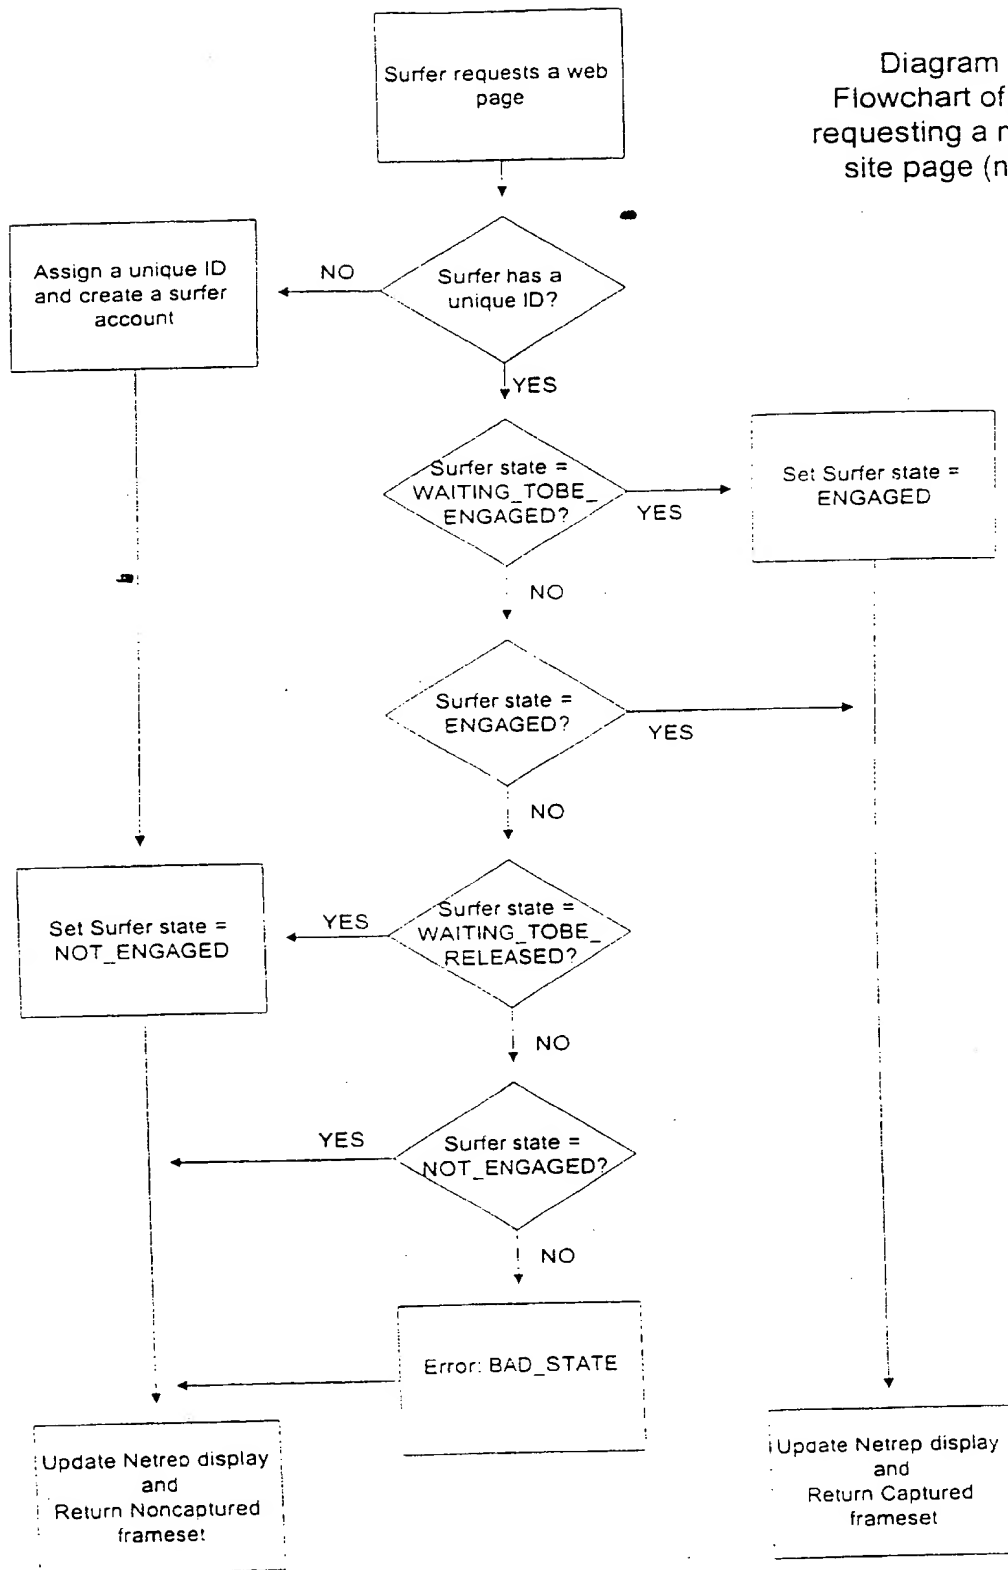 Surfer requests a web
page
Diagram
Flowchart of
requesting a
site page
Surfer has a
unique ID?
NO
Assign a unique ID
and create a surfer
account
YES
Surfer state =
WAITING_TOBE_
ENGAGED?
YES
Set Surfer state =
ENGAGED
NO
Surfer state =
ENGAGED?
YES
NO
Surfer state =
WAITING_TOBE_
RELEASED?
YES
Set Surfer state =
NOT_ENGAGED
NO
Surfer state =
NOT_ENGAGED?
YES
NO
Error: BAD_STATE
Update Netrep display
and
Return Noncaptured
frameset
Update Netrep display
and
Return Captured
frameset